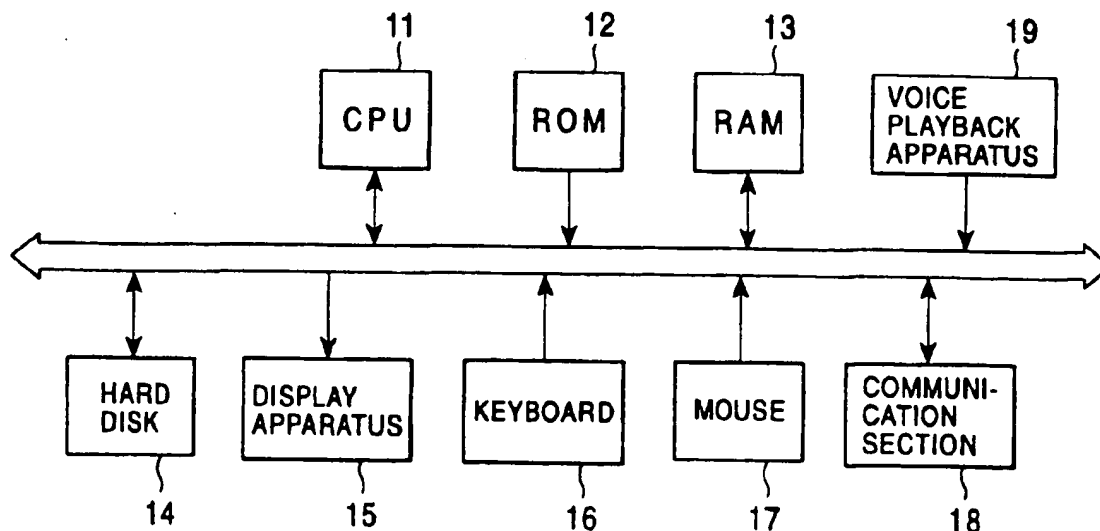 11
12
13
19
CPU
ROM
RAM
VOICE
PLAYBACK
APPARATUS
HARD
DISK
DISPLAY
APPARATUS
KEYBOARD
MOUSE
COMMUNI-
CATION
SECTION
14
15
16
17
18